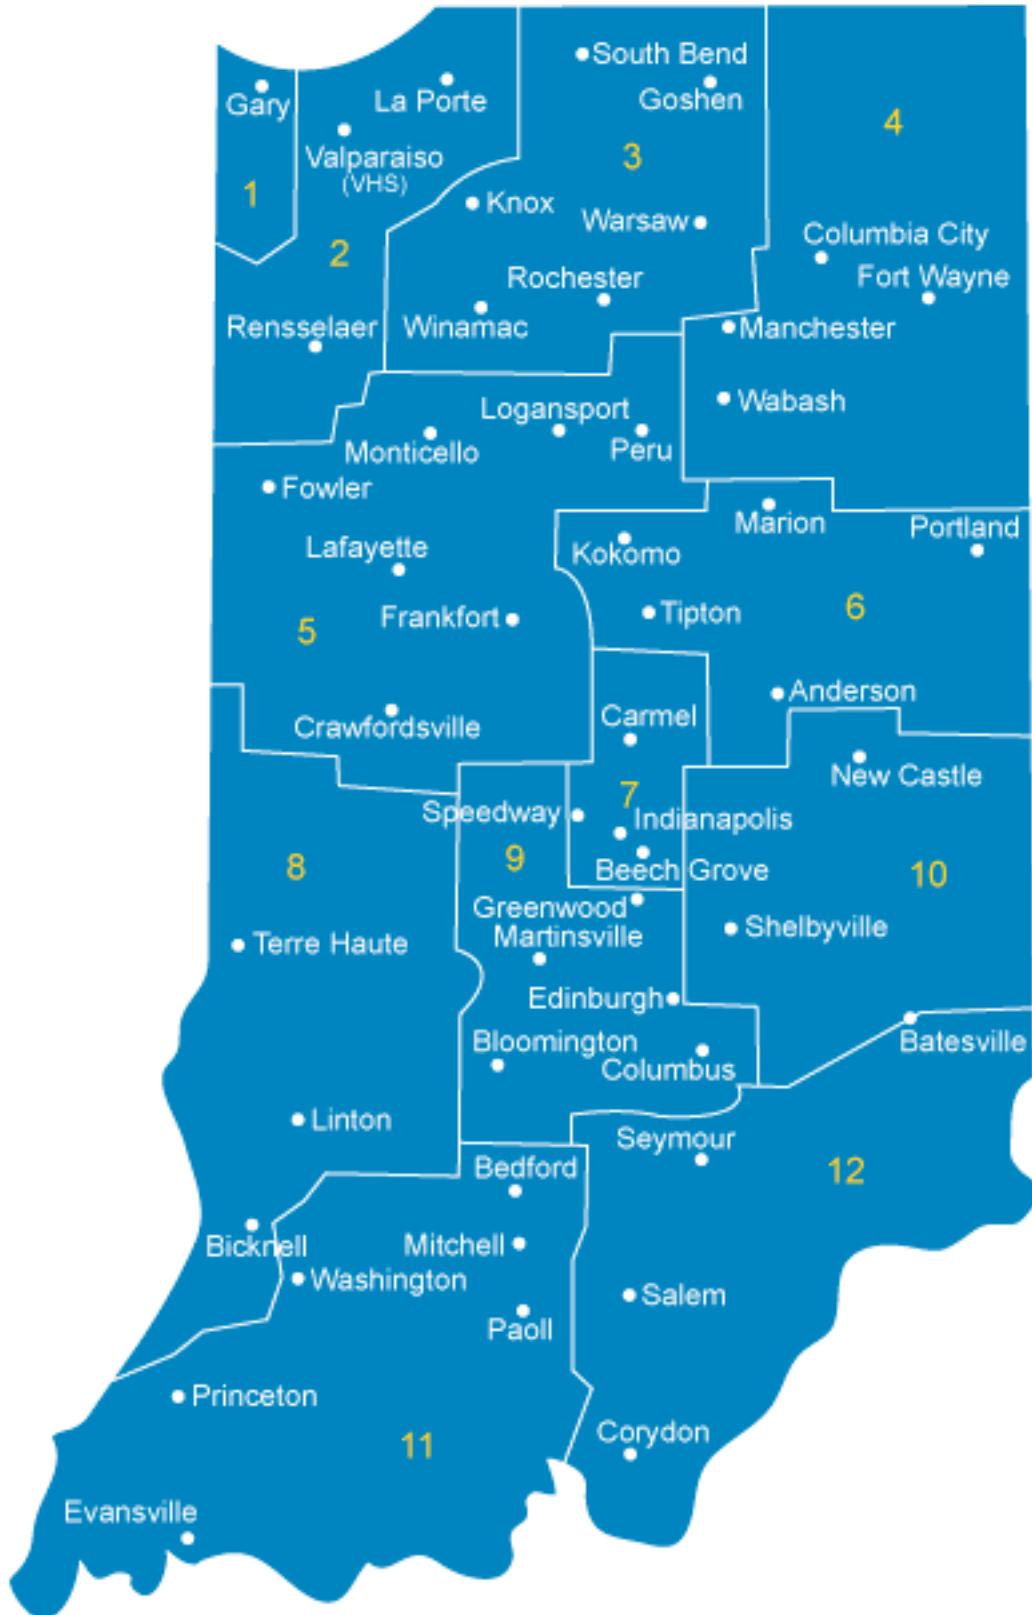 South Bend
La Porte
Goshen
Gary
4
Valparaiso
(VHS)
3
1
Knox
Warsaw
2
Columbia City
Rochester
Fort Wayne
Rensselaer
Winamac
Manchester
Logansport
Wabash
Monticello
Peru
Fowler
Marion
Portland
Lafayette
Kokomo
5
Frankfort
Tipton
6
Anderson
Crawfordsville
Carmel
New Castle
7
Speedway
Indianapolis
8
9
Beech Grove
10
Greenwood
Shelbyville
Martinsville
Terre Haute
Edinburgh
Bloomington
Batesville
Columbus
Linton
Seymour
Bedford
12
Bicknell
Mitchell
Washington
Salem
Paoll
Princeton
Corydon
11
Evansville